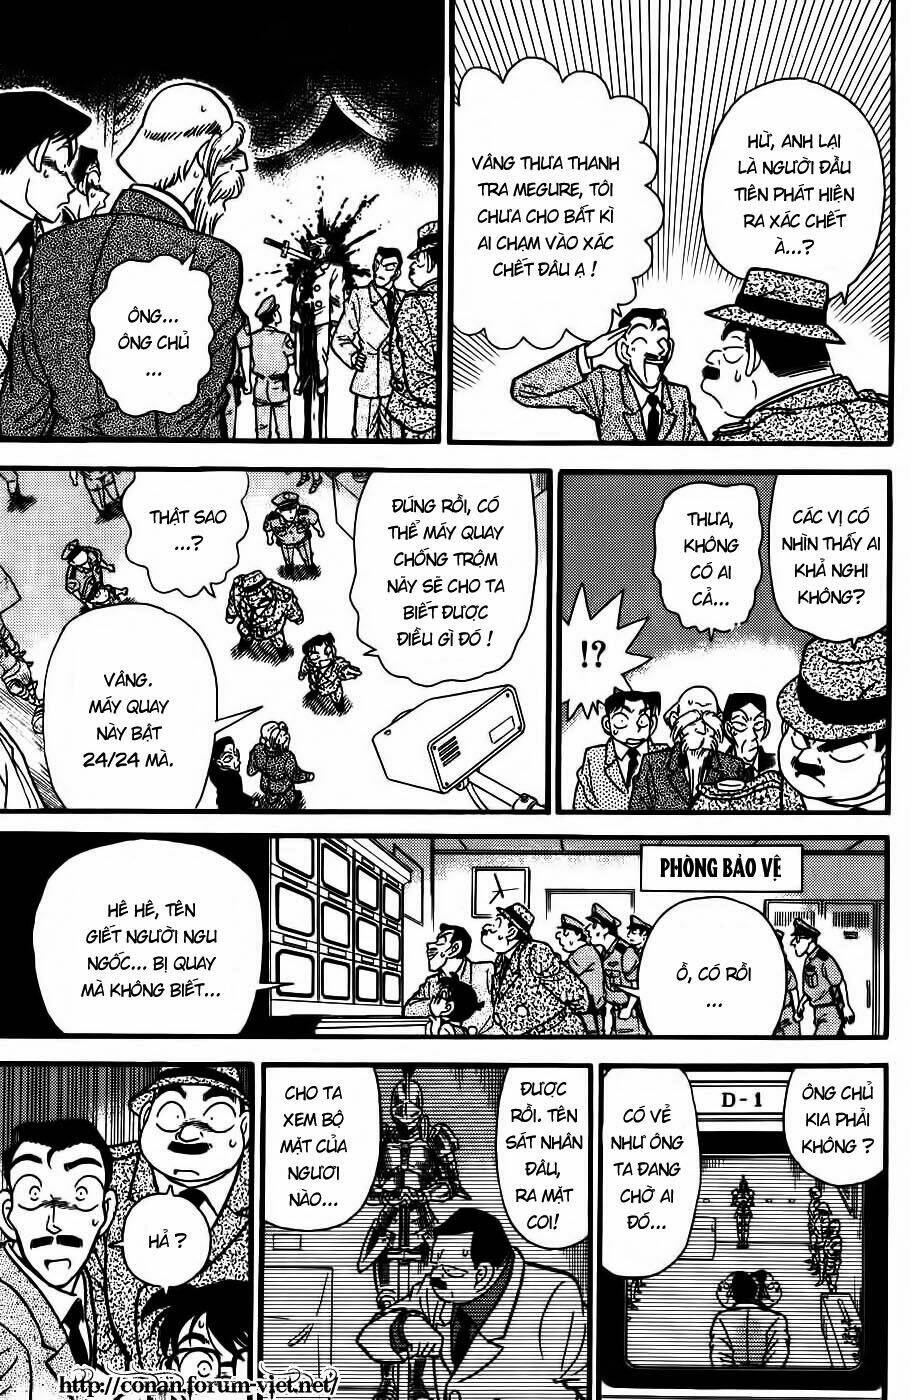 HỪ, ANH LẠI
LÀ NGƯỜI ĐẦU
TIÊN PHÁT HIỆN
RA XÁC CHẾT
À...?
VÂNG THƯA THANH
TRA MEGURE, TÔI
CHƯA CHO BẤT KÌ
AI CHẠM VÀO XÁC
CHẾT ĐÂU Ạ !
ÔNG...
ÔNG CHỦ
...
CÁC VỊ CÓ
NHÌN THẤY AI
KHẢ NGHI
KHÔNG?
THƯA,
KHÔNG
CÓ AI
CẢ...
!?
ĐÚNG RỒI, CÓ
THỂ MÁY QUAY
CHỐNG TRỘM
NÀY SẼ CHO TA
BIẾT ĐƯỢC
ĐIỀU GÌ ĐÓ !
THẬT SAO
...?
VÂNG.
MÁY QUAY
NÀY BẬT
24/24 MÀ.
PHÒNG BẢO VỆ
Ồ, CÓ RỒI
...
HÊ HÊ, TÊN
GIẾT NGƯỜI NGU
NGỐC... BỊ QUAY
MÀ KHÔNG BIẾT...
ÔNG CHỦ
KIA PHẢI
KHÔNG ?
D-1
CÓ VẺ
NHƯ ÔNG
TA ĐANG
CHỜ AI
ĐÓ...
ĐƯỢC
RỒI. TÊN
SÁT NHÂN
ĐÂU,
RA MẶT
COI!
CHO TA
XEM BỘ
MẶT CỦA
NGƯƠI
NÀO...
HẢ ?
http://conan.forum-viet.net/